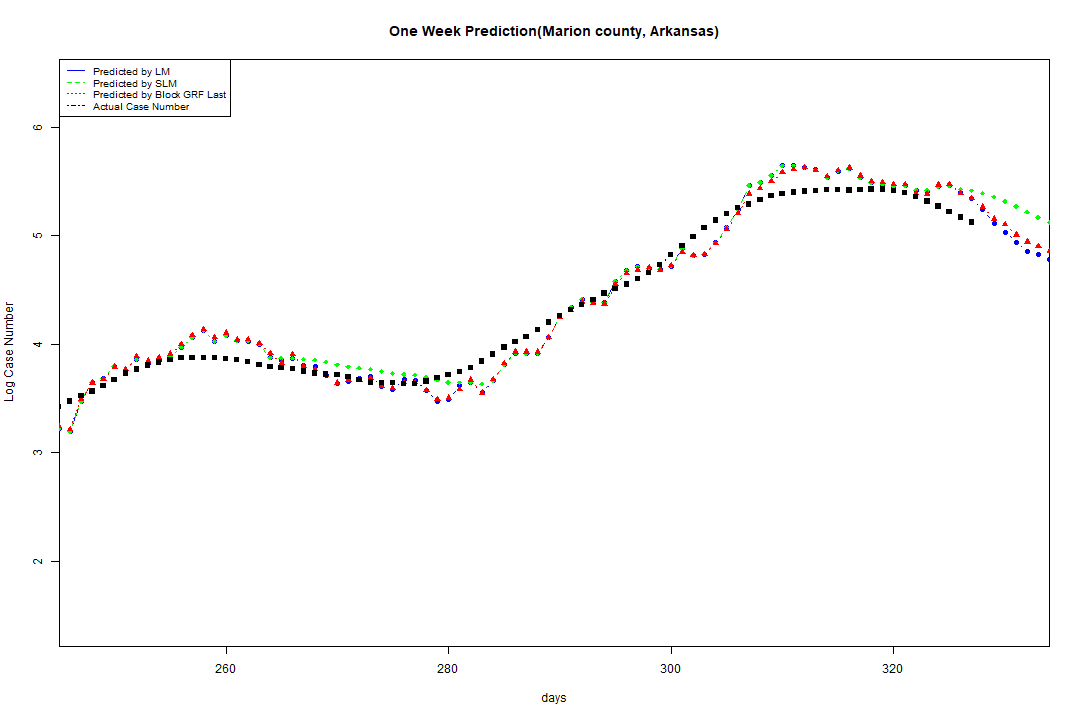 One Week Prediction(Marion county, Arkansas)
Predicted by LM
Predicted by SLM
Predicted by Block GRF Last
Actual Case Number
6
5
4
3
2
Log Case Number
260
280
300
320
days